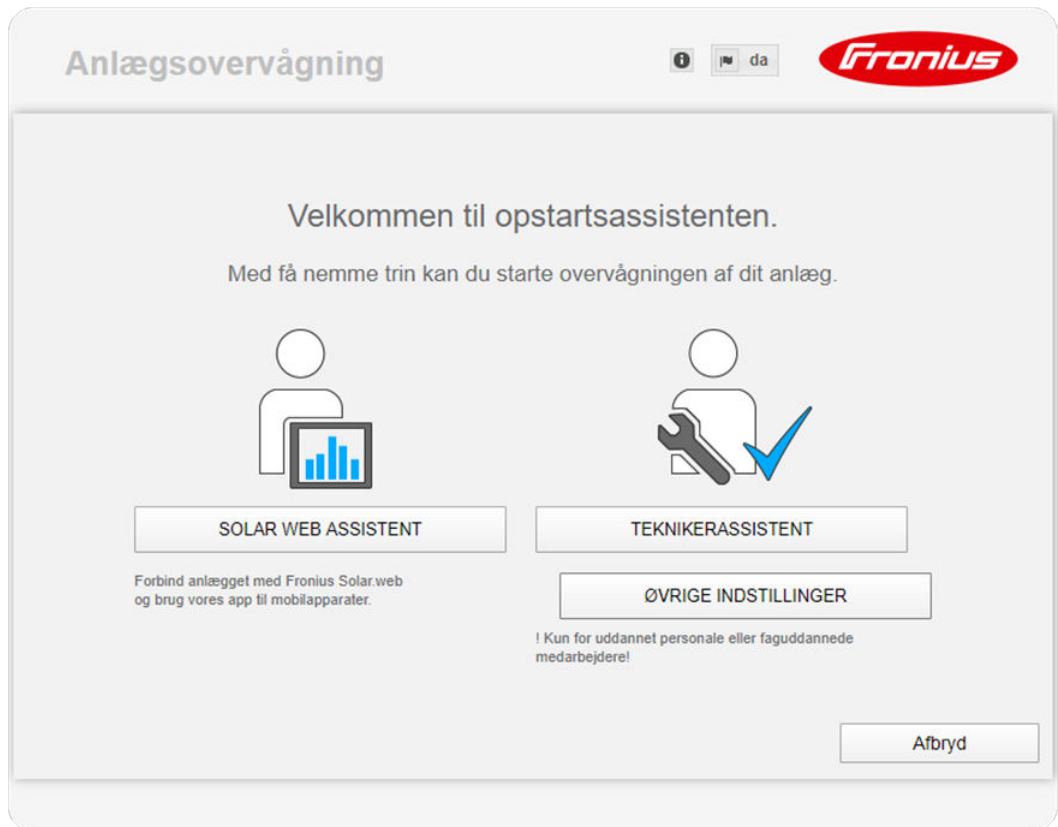 Anlægsovervågning
da
Fronius
Velkommen til opstartsassistenten.
Med få nemme trin kan du starte overvågningen af dit anlæg.
SOLAR WEB ASSISTENT
Forbind anlægget med Fronius Solar.web
og brug vores app til mobilapparater.
TEKNIKERASSISTENT
ØVRIGE INDSTILLINGER
! Kun for uddannet personale eller faguddannede
medarbejdere!
Afbryd